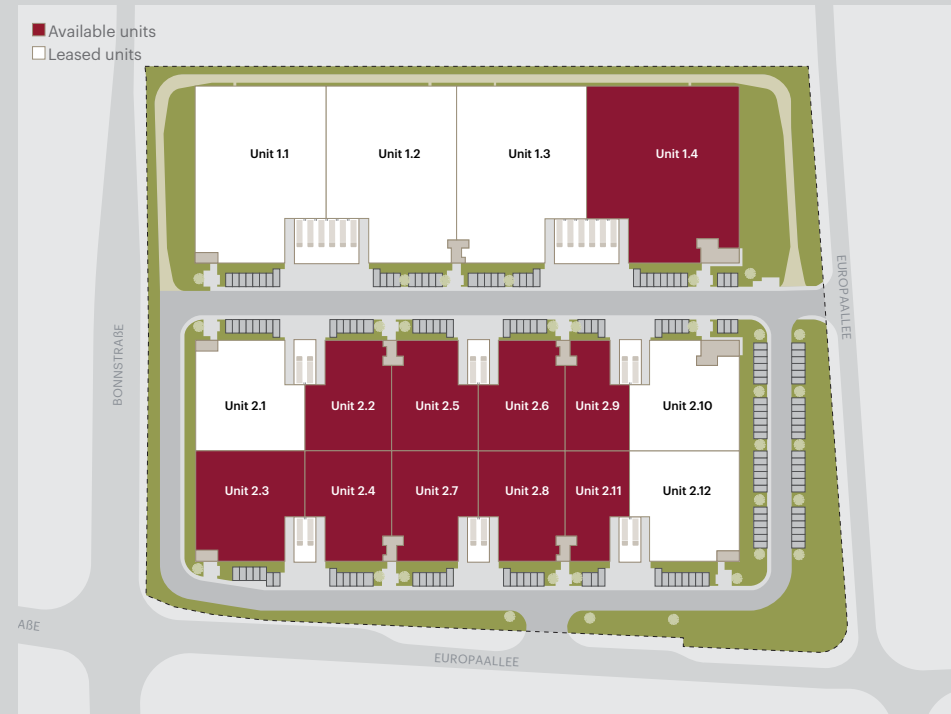 Available units
Leased units
Unit 1.1
Unit 1.2
Unit 1.3
Unit 1.4
EUROPAALLEE
BONNSTRAßE
Unit 2.1
Unit 2.2
Unit 2.5
Unit 2.6
Unit 2.9
Unit 2.10
Unit 2.3
Unit 2.4
Unit 2.7
Unit 2.8
Unit 2.11
Unit 2.12
AßE
EUROPAALLEE